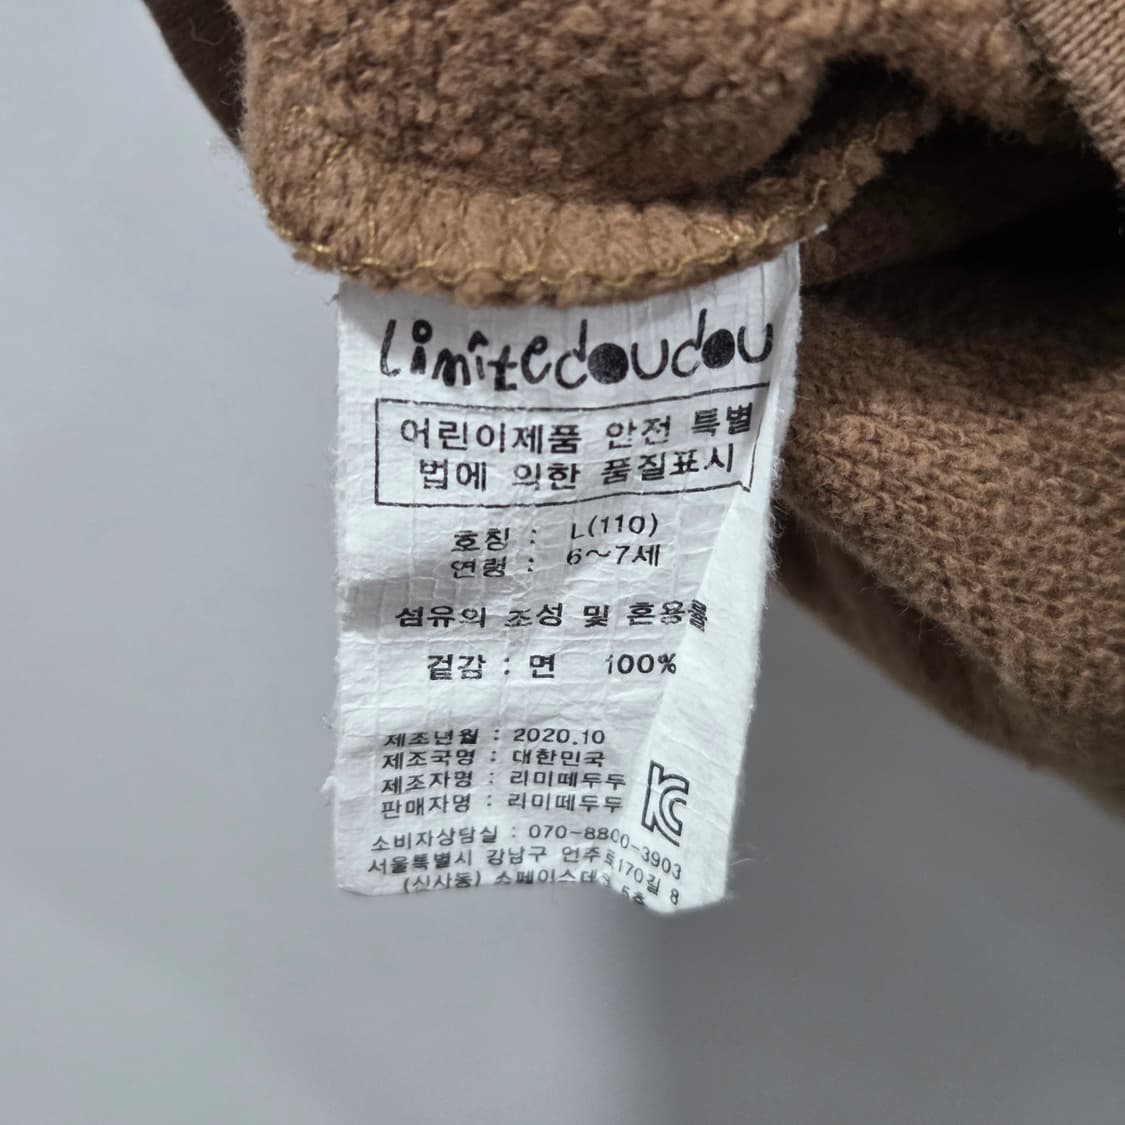 Limitedoudou
어린이제품 안전 특별
법에 의한 품질표시
호칭 : L(110)
연령 : 6~7세
섬유의 조성 및 혼용률
겉감 : 면 100%
제조년월 : 2020.10
제조국명 : 대한민국
제조자명 : 리미떼두두
판매자명 : 리미떼두두
소비자상담실 : 070-8800-3903
서울특별시 강남구 언주로170길 8
(신사동)